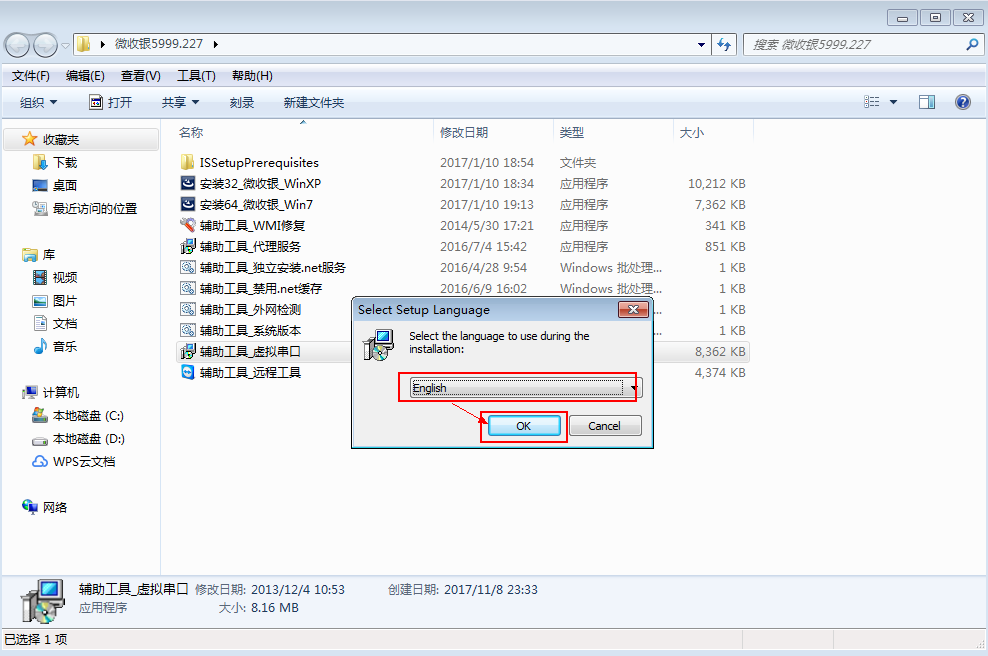 微收银5999.227
搜索 微收银5999.227
文件(F) 编辑(E) 查看(V) 工具(T) 帮助(H)
组织 打开 共享 刻录 新建文件夹
名称 修改日期 类型 大小
收藏夹
下载
桌面
最近访问的位置
库
视频
图片
文档
音乐
计算机
本地磁盘 (C:)
本地磁盘 (D:)
WPS云文档
网络
ISSetupPrerequisites 2017/1/10 18:54 文件夹
安装32_微收银_WinXP 2017/1/10 18:34 应用程序 10,212 KB
安装64_微收银_Win7 2017/1/10 19:13 应用程序 7,362 KB
辅助工具_WMI修复 2014/5/30 17:21 应用程序 341 KB
辅助工具_代理服务 2016/7/4 15:42 应用程序 851 KB
辅助工具_独立安装.net服务 2016/4/28 9:54 Windows 批处理... 1 KB
辅助工具_禁用.net缓存 2016/6/9 16:02 Windows 批处理... 1 KB
辅助工具_外网检测 ... 1 KB
辅助工具_系统版本 ... 1 KB
辅助工具_虚拟串口 8,362 KB
辅助工具_远程工具 4,374 KB
Select Setup Language
Select the language to use during the
installation:
English
OK Cancel
辅助工具_虚拟串口 修改日期: 2013/12/4 10:53 创建日期: 2017/11/8 23:33
应用程序 大小: 8.16 MB
已选择 1 项